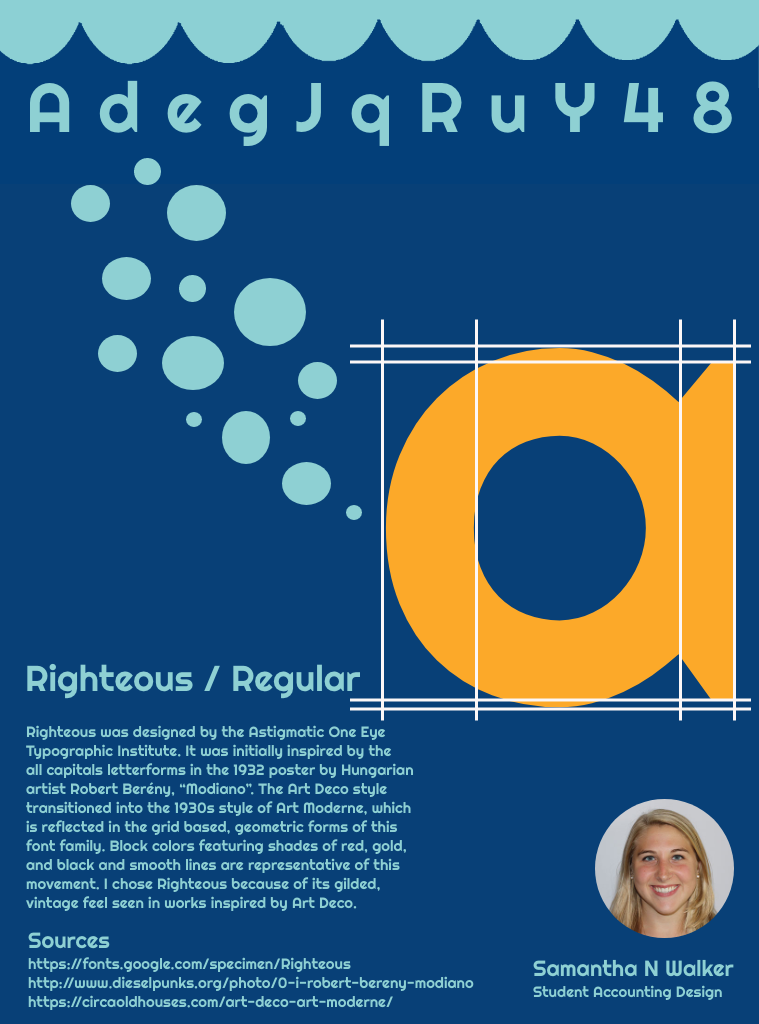 A d e g J q R u Y 4 8
a
Righteous / Regular
Righteous was designed by the Astigmatic One Eye
Typographic Institute. It was initially inspired by the
all capitals letterforms in the 1932 poster by Hungarian
artist Robert Berény, “Modiano”. The Art Deco style
transitioned into the 1930s style of Art Moderne, which
is reflected in the grid based, geometric forms of this
font family. Block colors featuring shades of red, gold,
and black and smooth lines are representative of this
movement. I chose Righteous because of its gilded,
vintage feel seen in works inspired by Art Deco.
Sources
https://fonts.google.com/specimen/Righteous
http://www.dieselpunks.org/photo/0-i-robert-bereny-modiano
https://circaoldhouses.com/art-deco-art-moderne/
Samantha N Walker
Student Accounting Design